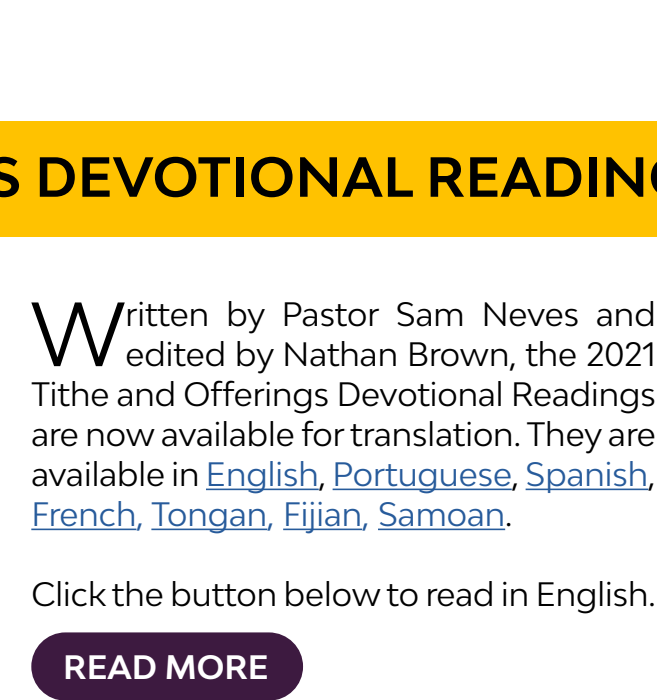 S DEVOTIONAL READING
Written by Pastor Sam Neves and
edited by Nathan Brown, the 2021
Tithe and Offerings Devotional Readings
are now available for translation. They are
available in English, Portuguese, Spanish,
French, Tongan, Fijian, Samoan.
Click the button below to read in English.
READ MORE